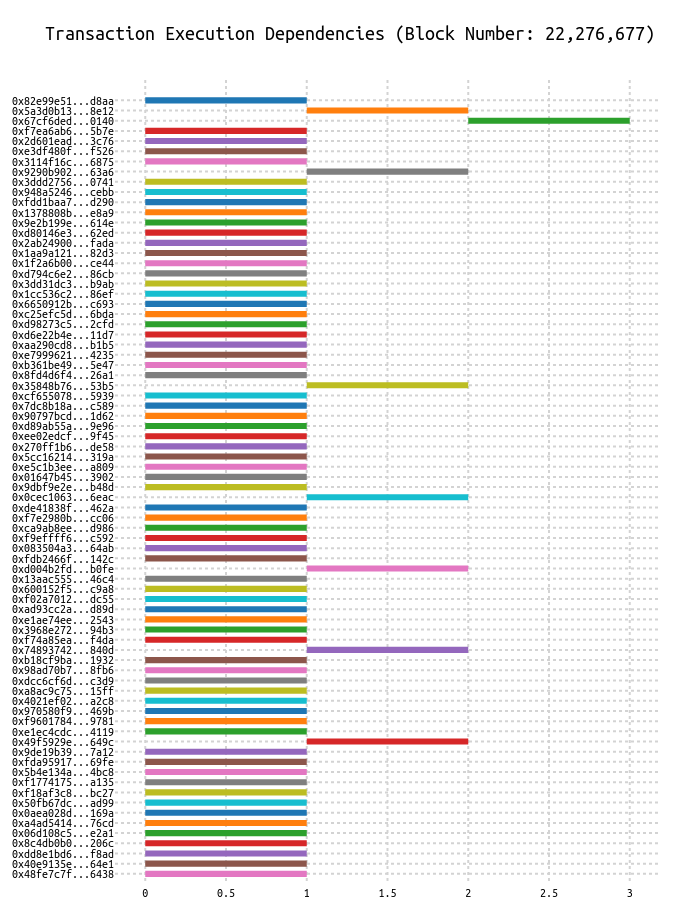 Transaction Execution Dependencies (Block Number: 22,276,677)
0x82e99e51...d8aa
0x5a3d0b13...8e12
0x67cf6ded...0140
0xf7ea6ab6...5b7e
0x2d601ead...3c76
0xe3df480f...f526
0x3114f16c...6875
0x9290b902...63a6
0x3ddd2756...0741
0x948a5246...cebb
0xfdd1baa7...d290
0x1378808b...e8a9
0x9e2b199e...614e
0xd80146e3...62ed
0x2ab24900...fada
0x1aa9a121...82d3
0x1f2a6b00...ce44
0xd794c6e2...86cb
0x3dd31dc3...b9ab
0x1cc536c2...86ef
0x6650912b...c693
0xc25efc5d...6bda
0xd98273c5...2cfd
0xd6e22b4e...11d7
0xaa290cd8...b1b5
0xe7999621...4235
0xb361be49...5e47
0x8fd4d6f4...26a1
0x35848b76...53b5
0xcf655078...5939
0x7dc8b18a...c589
0x90797bcd...1d62
0xd89ab55a...9e96
0xee02edcf...9f45
0x270ff1b6...de58
0x5cc16214...319a
0xe5c1b3ee...a809
0x01647b45...3902
0x9dbf9e2e...b48d
0x0cec1063...6eac
0xde41838f...462a
0xf7e2980b...cc06
0xca9ab8ee...d986
0xf9effff6...c592
0x083504a3...64ab
0xfdb2466f...142c
0xd004b2fd...b0fe
0x13aac555...46c4
0x600152f5...c9a8
0xf02a7012...dc55
0xad93cc2a...d89d
0xe1ae74ee...2543
0x3968e272...94b3
0xf74a85ea...f4da
0x74893742...840d
0xb18cf9ba...1932
0x98ad70b7...8fb6
0xdcc6cf6d...c3d9
0xa8ac9c75...15ff
0x4021ef02...a2c8
0x970580f9...469b
0xf9601784...9781
0xe1ec4cdc...4119
0x49f5929e...649c
0x9de19b39...7a12
0xfda95917...69fe
0x5b4e134a...4bc8
0xf1774175...a135
0xf18af3c8...bc27
0x50fb67dc...ad99
0x0aea028d...169a
0xa4ad5414...76cd
0x06d108c5...e2a1
0x8c4db0b0...206c
0xdd8e1bd6...f8ad
0x40e9135e...64e1
0x48fe7c7f...6438
0 0.5 1 1.5 2 2.5 3